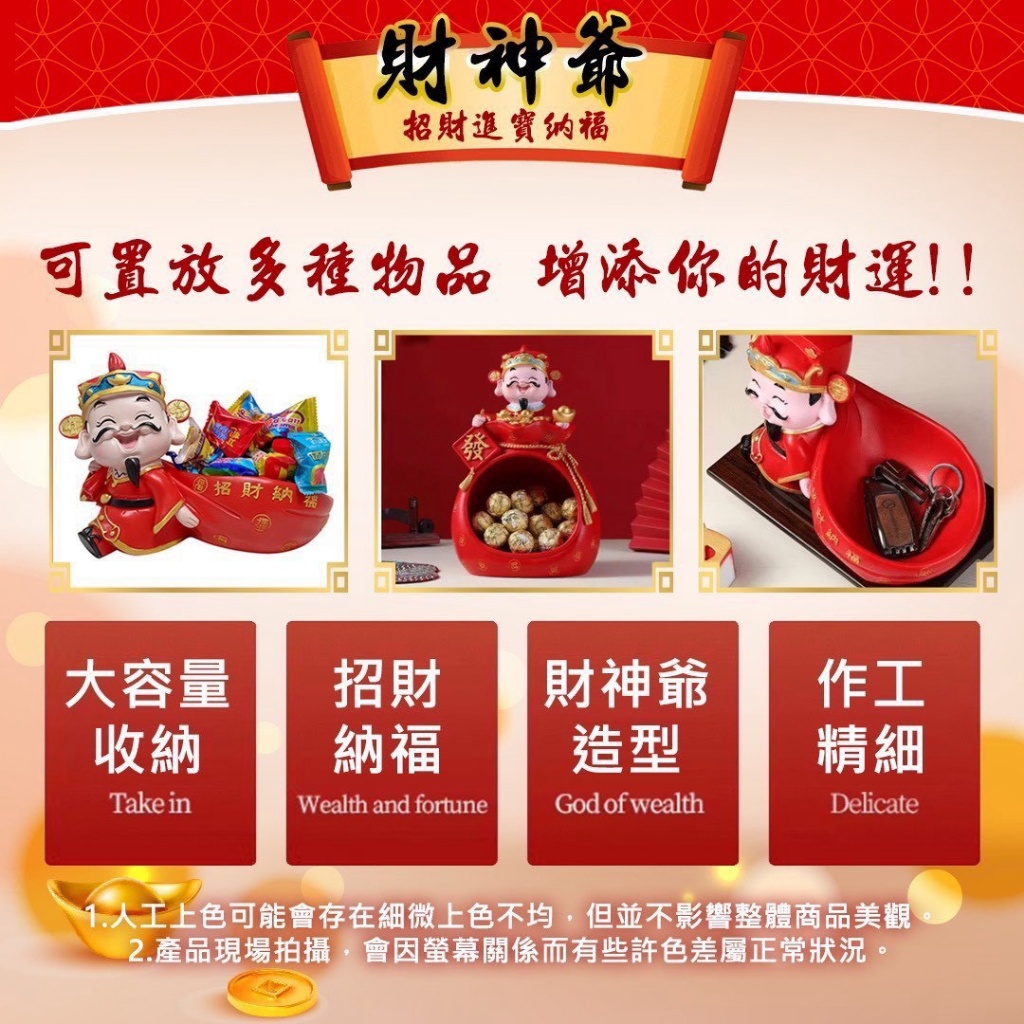 財神爺
招財進寶納福
可置放多種物品 增添你的財運!!
招財納福
發
大容量
收納
Take in
招財
納福
Wealth and fortune
財神爺
造型
God of wealth
作工
精細
Delicate
1.人工上色可能會存在細微上色不均，但並不影響整體商品美觀。
2.產品現場拍攝，會因螢幕關係而有些許色差屬正常狀況。